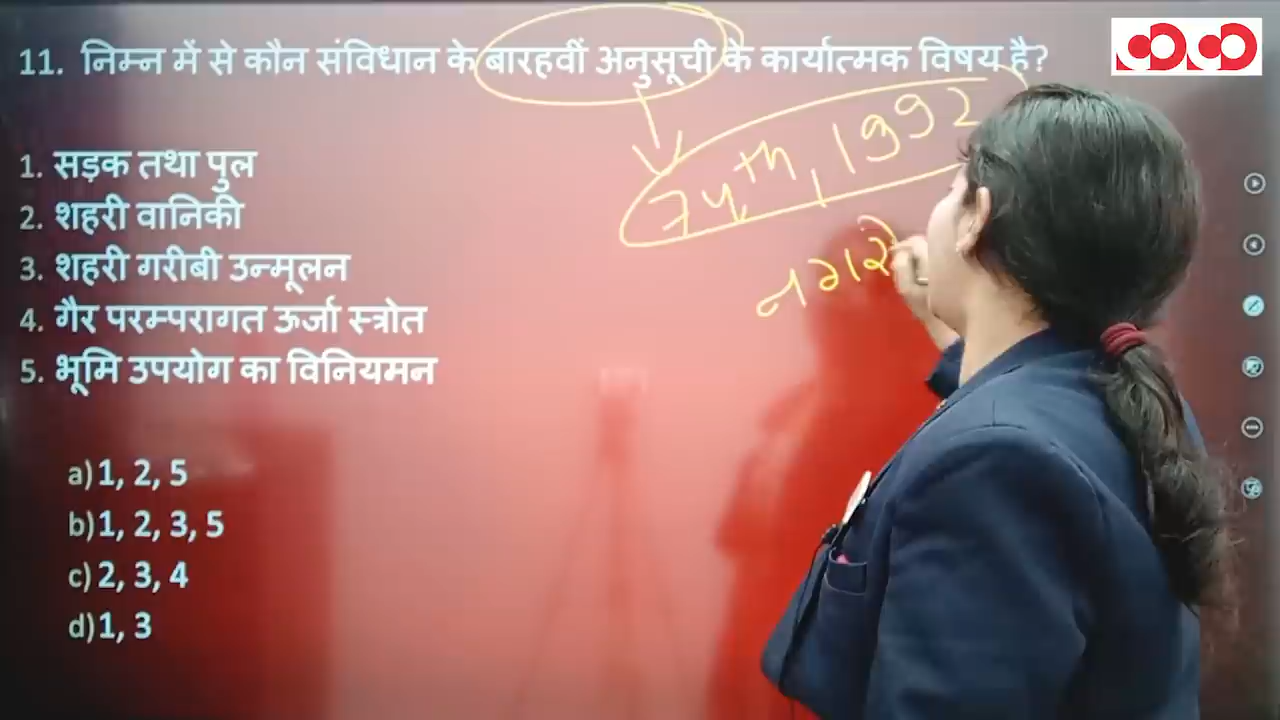 11. निम्न में से कौन संविधान के बारहवीं अनुसूची के कार्यात्मक विषय है?
74th, 1992
1. सड़क तथा पुल
2. शहरी वानिकी
3. शहरी गरीबी उन्मूलन
4. गैर परम्परागत ऊर्जा स्त्रोत
5. भूमि उपयोग का विनियमन
a) 1, 2, 5
b) 1, 2, 3, 5
c) 2, 3, 4
d) 1, 3